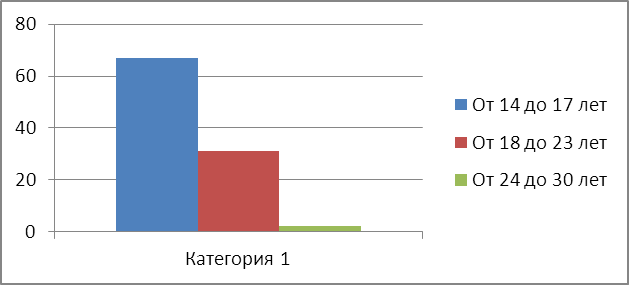 80
60
40
20
0
Категория 1
От 14 до 17 лет
От 18 до 23 лет
От 24 до 30 лет